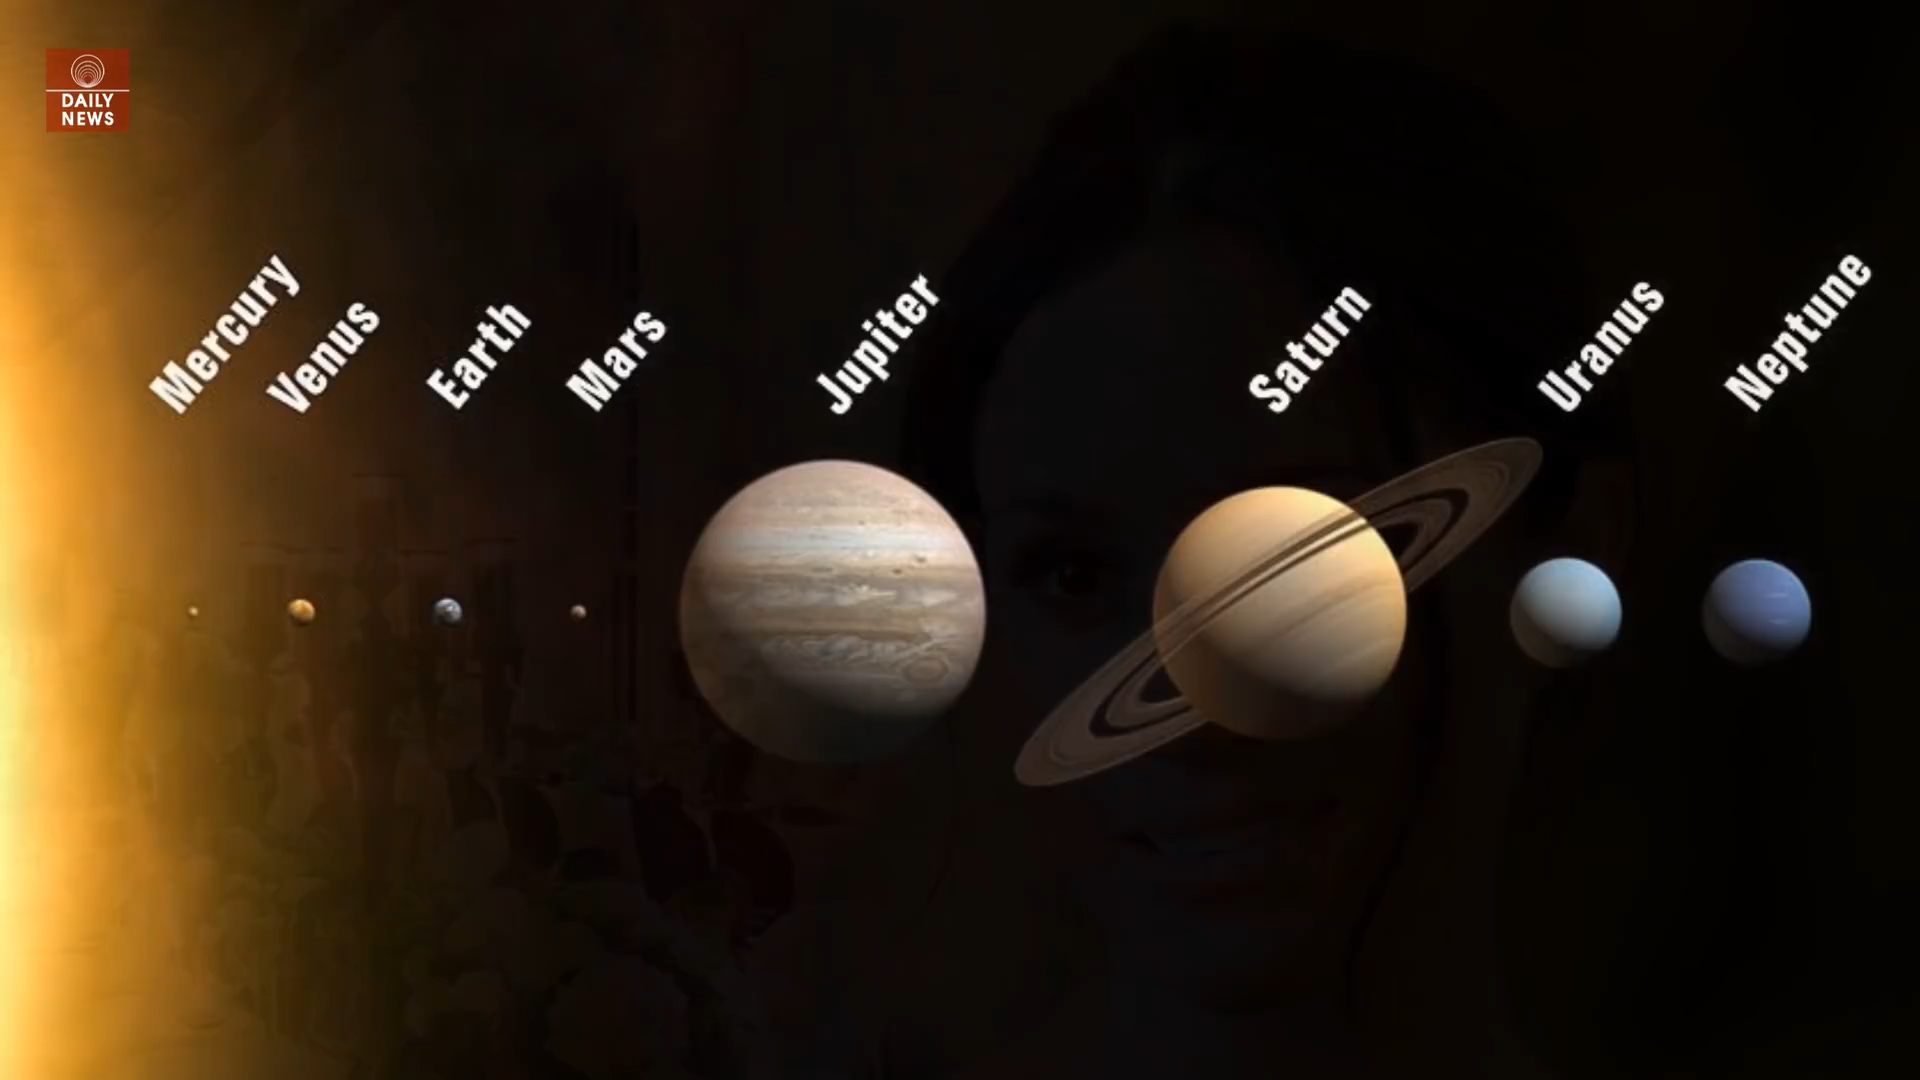 DAILY
NEWS
Mercury
Venus
Earth
Mars
Jupiter
Saturn
Uranus
Neptune